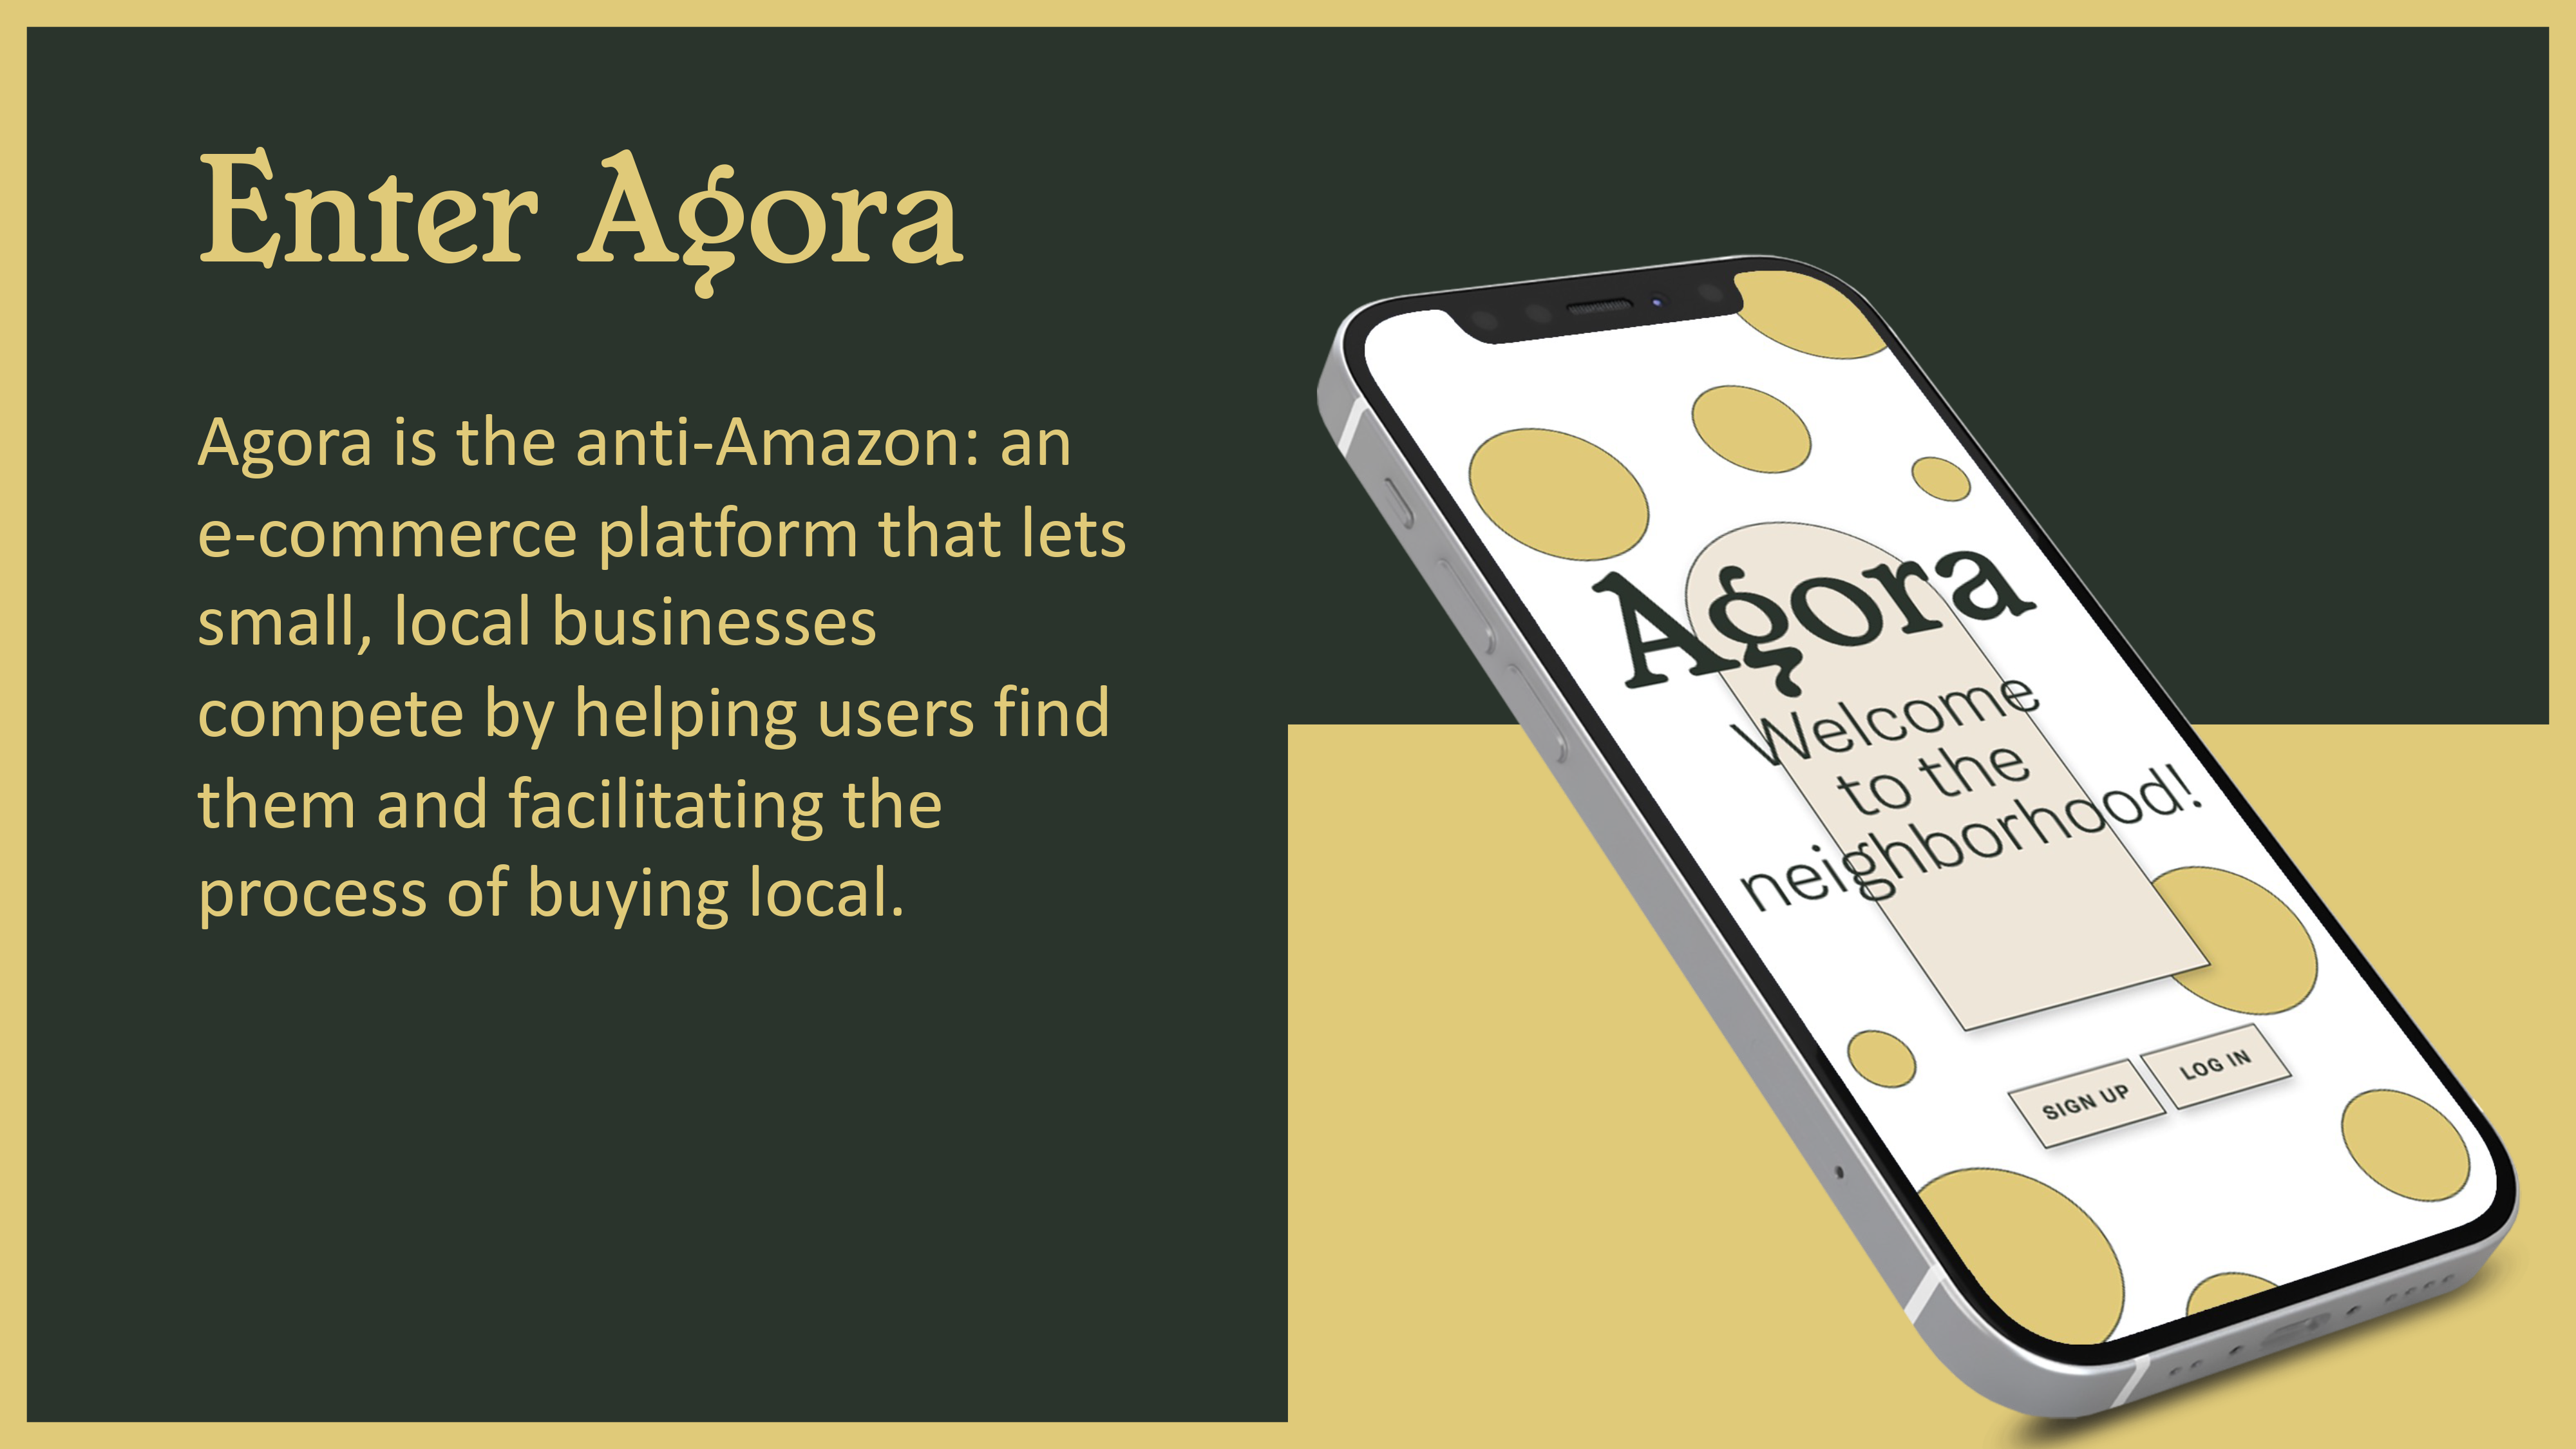 Enter Agora
Agora is the anti-Amazon: an
e-commerce platform that lets
small, local businesses
compete by helping users find
them and facilitating the
process of buying local.
Agora
Welcome
to the
neighborhood!
SIGN UP
LOG IN